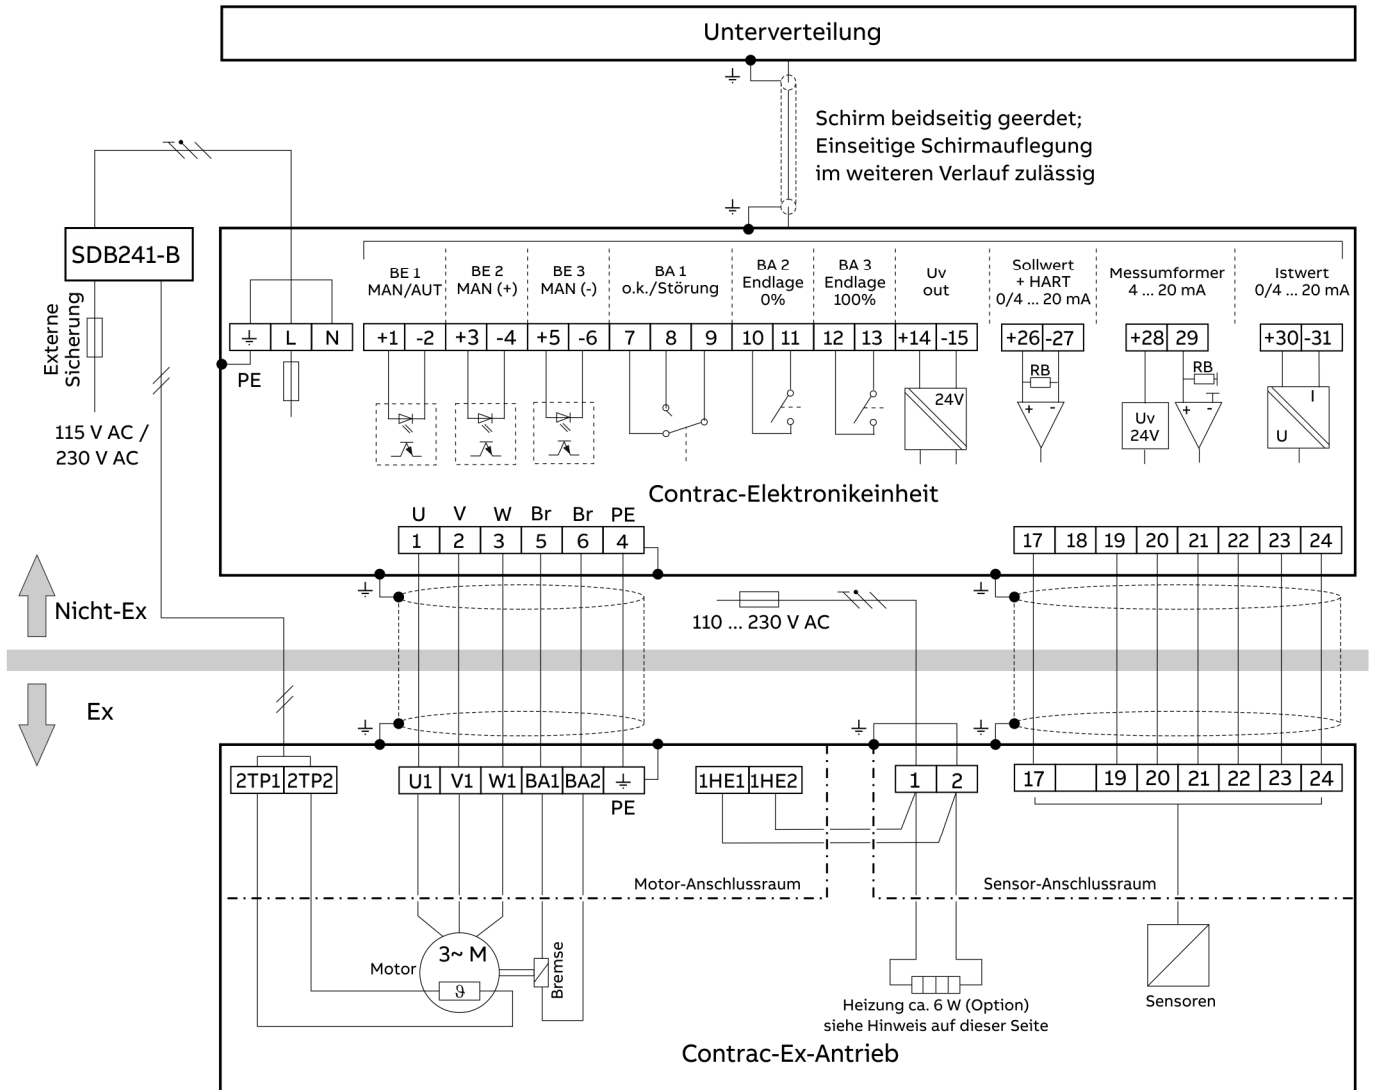 Unterverteilung
Schirm beidseitig geerdet;
Einseitige Schirmauflegung
im weiteren Verlauf zulässig
SDB241-B
Externe
Sicherung
115 V AC /
230 V AC
BE 1
MAN/AUT
BE 2
MAN (+)
BE 3
MAN (-)
BA 1
o.k./Störung
BA 2
Endlage
0%
BA 3
Endlage
100%
Uv
out
Sollwert
+ HART
0/4 ... 20 mA
Messumformer
4 ... 20 mA
Istwert
0/4 ... 20 mA
L N +1 -2 +3 -4 +5 -6 7 8 9 10 11 12 13 +14 -15 +26 -27 +28 29 +30 -31
PE
RB
+ -
24V
Uv
24V
RB
+ -
I
U
Contrac-Elektronikeinheit
U V W Br Br PE
1 2 3 5 6 4
17 18 19 20 21 22 23 24
Nicht-Ex
110 ... 230 V AC
Ex
2TP1 2TP2
U1 V1 W1 BA1 BA2
PE
1HE1 1HE2
1 2
17 19 20 21 22 23 24
Motor-Anschlussraum
Sensor-Anschlussraum
3~ M
Motor
ϑ
Bremse
Heizung ca. 6 W (Option)
siehe Hinweis auf dieser Seite
Sensoren
Contrac-Ex-Antrieb